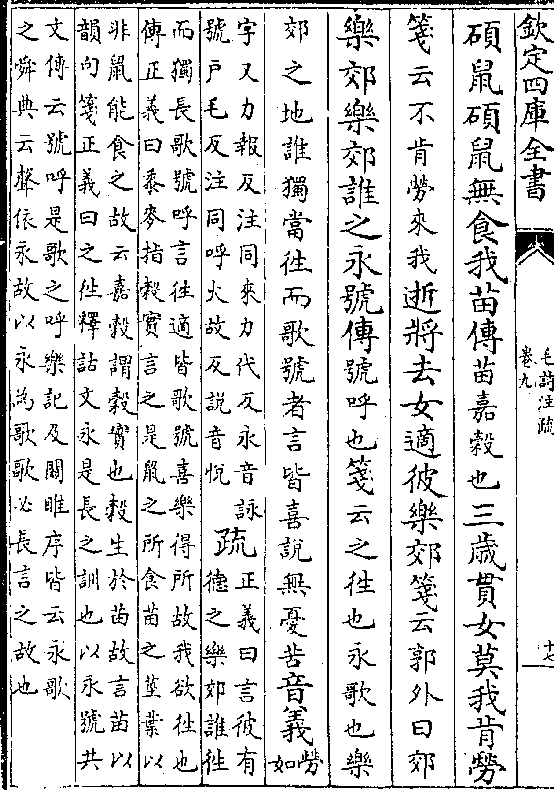 欽定四庫全書
毛詩注疏
卷九
十七
碩鼠碩鼠無食我苗傳苗嘉穀也三歲貫女莫我肯勞
箋云不肯勞來我逝將去女適彼樂郊箋云郭外曰郊
樂郊樂郊誰之永號傳號呼也箋云之往也永歌也樂
郊之地誰獨當徃而歌號者言皆喜說無憂苦音義勞如
字又力報反注同來力代反永音詠
號戸毛反注同呼火故反説音悦
疏正義曰言彼有
德之樂郊誰徃
而獨長歌號呼言徃適皆歌號喜樂得所故我欲徃也
傳正義曰黍麥指穀實言之是鼠之所食苗之莖葉以
非鼠能食之故云嘉穀謂穀實也穀生於苗故言苗以
韻句箋正義曰之徃釋詁文永是長之訓也以永號共
文傳云號呼是歌之呼樂記及關雎序皆云永歌
之舜典云聲依永故以永為歌歌必長言之故也